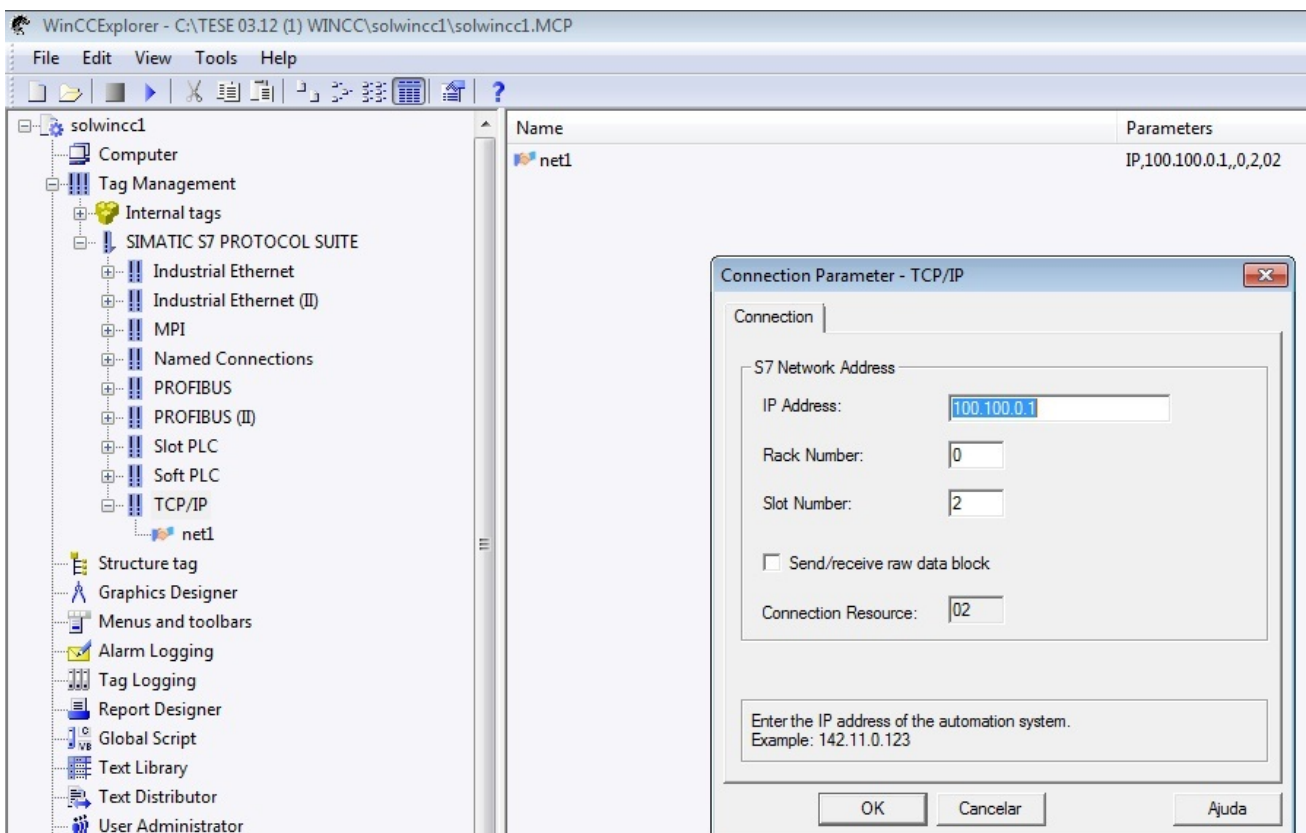 WinCCExplorer - C:\TESE 03.12 (1) WINCC\solwincc1\solwincc1.MCP
File Edit View Tools Help
solwincc1
Computer
Tag Management
Internal tags
SIMATIC S7 PROTOCOL SUITE
Industrial Ethernet
Industrial Ethernet (II)
MPI
Named Connections
PROFIBUS
PROFIBUS (II)
Slot PLC
Soft PLC
TCP/IP
net1
Structure tag
Graphics Designer
Menus and toolbars
Alarm Logging
Tag Logging
Report Designer
Global Script
Text Library
Text Distributor
User Administrator
Name Parameters
net1 IP,100.100.0.1,,0,2,02
Connection Parameter - TCP/IP
Connection
S7 Network Address
IP Address: 100.100.0.1
Rack Number: 0
Slot Number: 2
Send/receive raw data block
Connection Resource: 02
Enter the IP address of the automation system.
Example: 142.11.0.123
OK Cancelar Ajuda